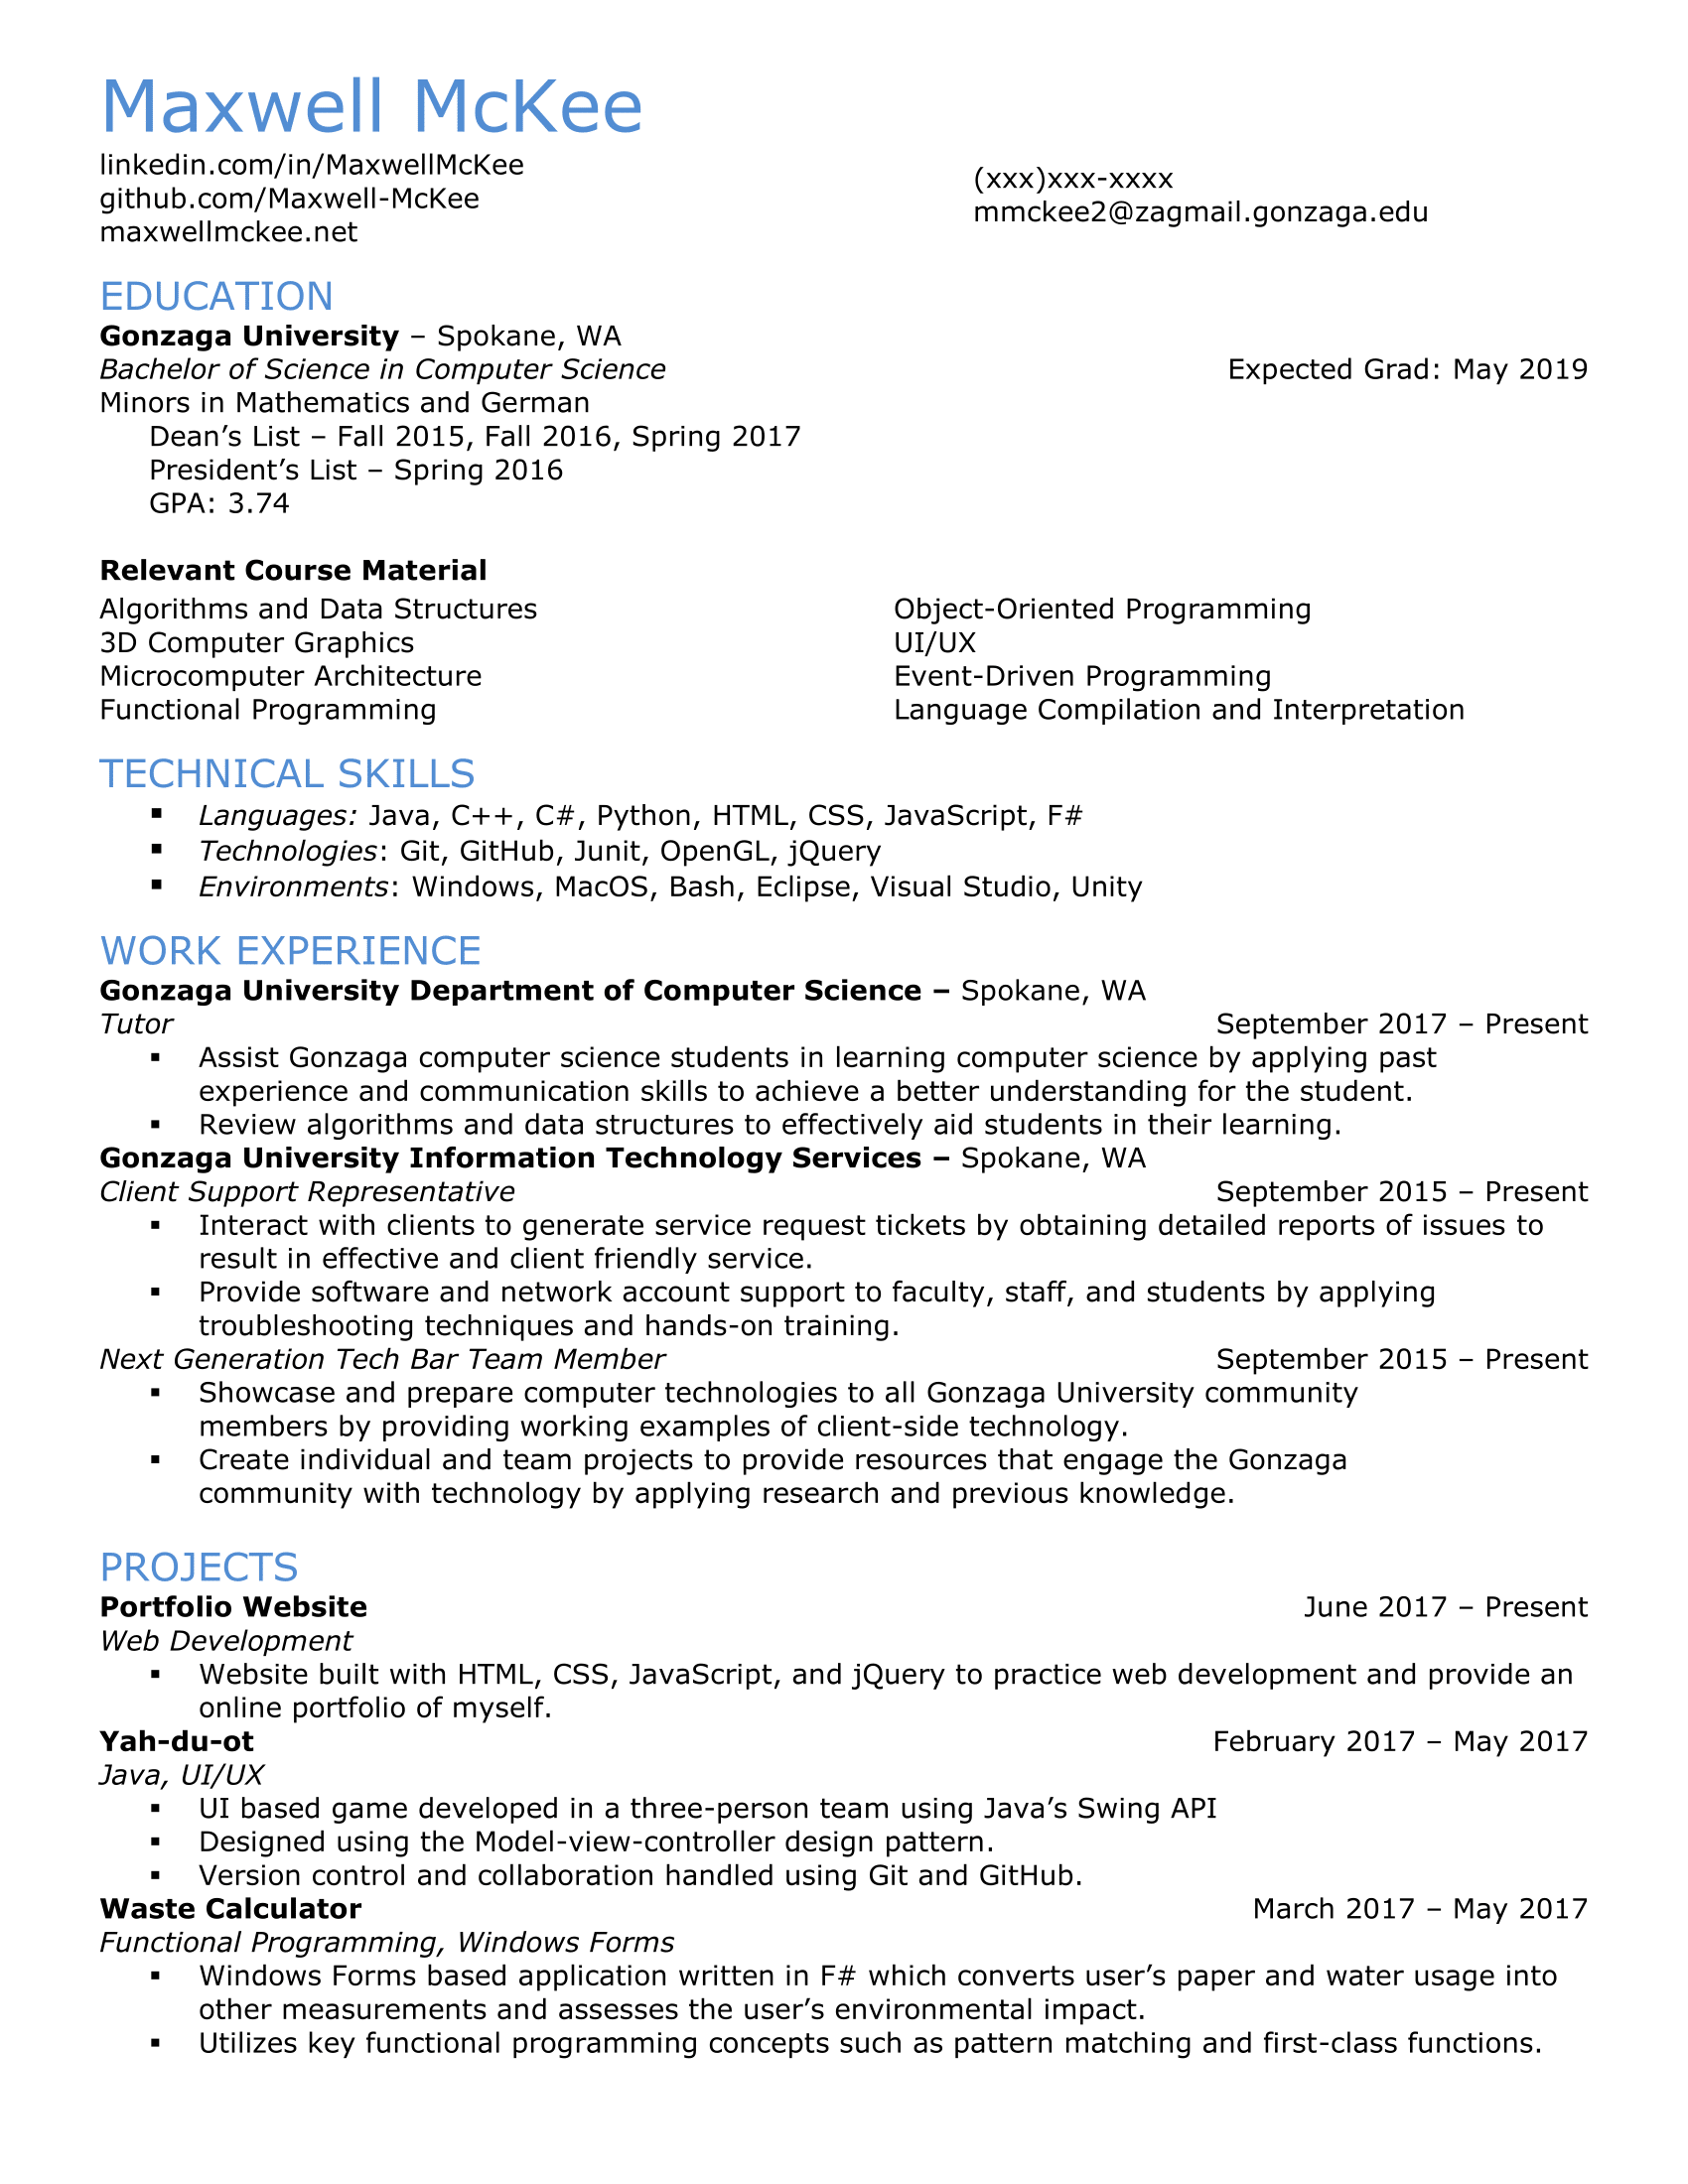 Maxwell McKee
linkedin.com/in/MaxwellMcKee
github.com/Maxwell-McKee
maxwellmckee.net
(xxx)xxx-xxxx
mmckee2@zagmail.gonzaga.edu
EDUCATION
Gonzaga University – Spokane, WA
Bachelor of Science in Computer Science Expected Grad: May 2019
Minors in Mathematics and German
Dean’s List – Fall 2015, Fall 2016, Spring 2017
President’s List – Spring 2016
GPA: 3.74
Relevant Course Material
Algorithms and Data Structures
3D Computer Graphics
Microcomputer Architecture
Functional Programming
Object-Oriented Programming
UI/UX
Event-Driven Programming
Language Compilation and Interpretation
TECHNICAL SKILLS
▪ Languages: Java, C++, C#, Python, HTML, CSS, JavaScript, F#
▪ Technologies: Git, GitHub, Junit, OpenGL, jQuery
▪ Environments: Windows, MacOS, Bash, Eclipse, Visual Studio, Unity
WORK EXPERIENCE
Gonzaga University Department of Computer Science – Spokane, WA
Tutor September 2017 – Present
▪ Assist Gonzaga computer science students in learning computer science by applying past
experience and communication skills to achieve a better understanding for the student.
▪ Review algorithms and data structures to effectively aid students in their learning.
Gonzaga University Information Technology Services – Spokane, WA
Client Support Representative September 2015 – Present
▪ Interact with clients to generate service request tickets by obtaining detailed reports of issues to
result in effective and client friendly service.
▪ Provide software and network account support to faculty, staff, and students by applying
troubleshooting techniques and hands-on training.
Next Generation Tech Bar Team Member September 2015 – Present
▪ Showcase and prepare computer technologies to all Gonzaga University community
members by providing working examples of client-side technology.
▪ Create individual and team projects to provide resources that engage the Gonzaga
community with technology by applying research and previous knowledge.
PROJECTS
Portfolio Website June 2017 – Present
Web Development
▪ Website built with HTML, CSS, JavaScript, and jQuery to practice web development and provide an
online portfolio of myself.
Yah-du-ot February 2017 – May 2017
Java, UI/UX
▪ UI based game developed in a three-person team using Java’s Swing API
▪ Designed using the Model-view-controller design pattern.
▪ Version control and collaboration handled using Git and GitHub.
Waste Calculator March 2017 – May 2017
Functional Programming, Windows Forms
▪ Windows Forms based application written in F# which converts user’s paper and water usage into
other measurements and assesses the user’s environmental impact.
▪ Utilizes key functional programming concepts such as pattern matching and first-class functions.